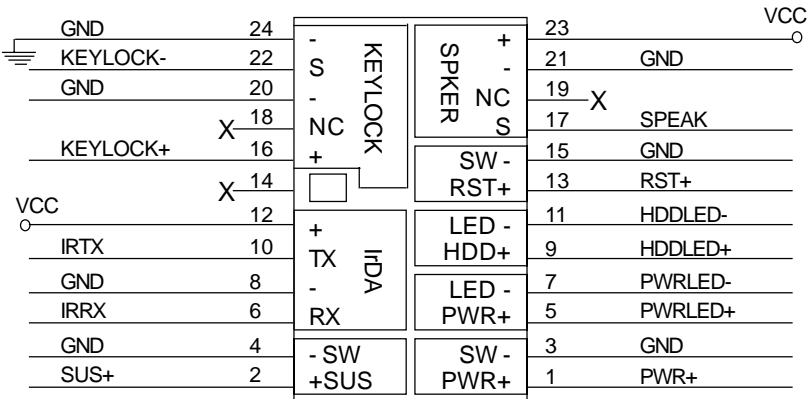 VCC
GND 24 - + 23
KEYLOCK- 22 S - 21 GND
GND 20 - NC 19 X
X 18 NC S 17 SPEAK
KEYLOCK SPKER
KEYLOCK+ 16 + SW - 15 GND
X 14 RST+ 13 RST+
VCC 12 + LED - 11 HDDLED-
IRTX 10 TX HDD+ 9 HDDLED+
IrDA
GND 8 - LED - 7 PWRLED-
IRRX 6 RX PWR+ 5 PWRLED+
GND 4 - SW SW - 3 GND
SUS+ 2 +SUS PWR+ 1 PWR+